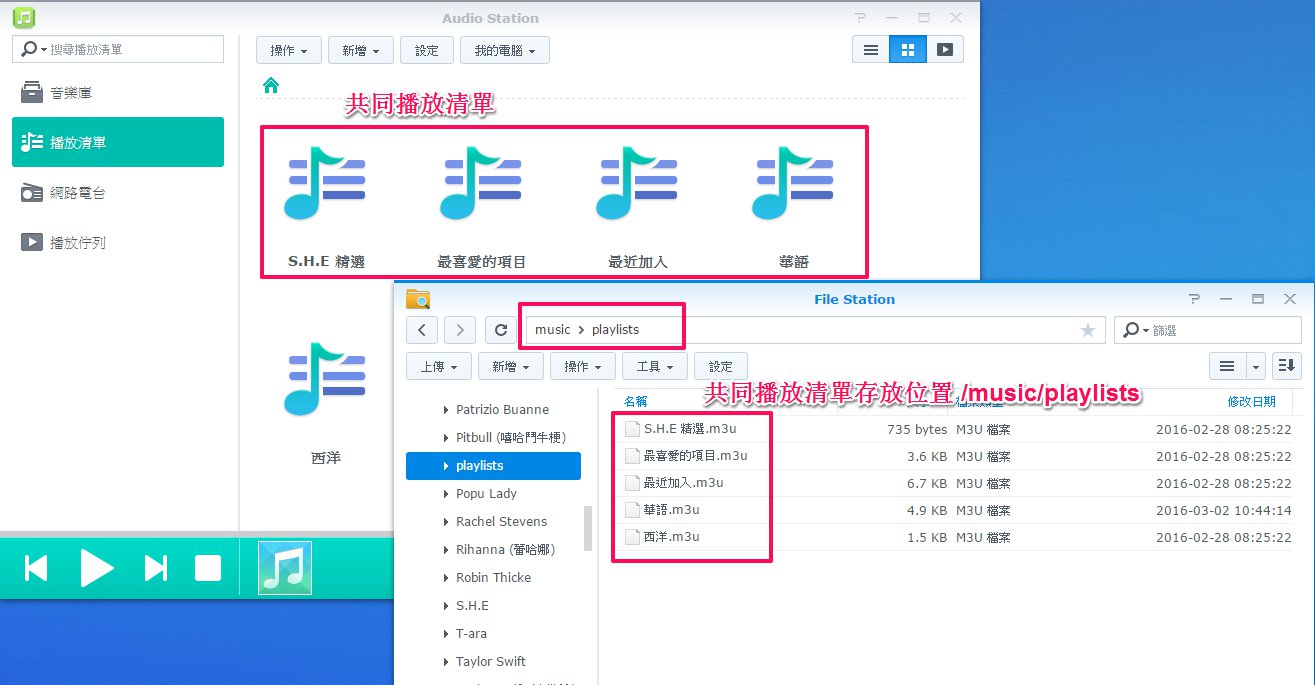 Audio Station
搜尋播放清單
操作 新增 設定 我的電腦
音樂庫
播放清單
網路電台
播放佇列
共同播放清單
S.H.E 精選 最喜愛的項目 最近加入 華語
西洋
File Station
music playlists
篩選
上傳 新增 操作 工具 設定
共同播放清單存放位置 /music/playlists
Patrizio Buanne
Pitbull (嘻哈鬥牛梗)
playlists
Popu Lady
Rachel Stevens
Rihanna (蕾哈娜)
Robin Thicke
S.H.E
T-ara
Taylor Swift
名稱 修改日期
S.H.E 精選.m3u 735 bytes M3U 檔案 2016-02-28 08:25:22
最喜愛的項目.m3u 3.6 KB M3U 檔案 2016-02-28 08:25:22
最近加入.m3u 6.7 KB M3U 檔案 2016-02-28 08:25:22
華語.m3u 4.9 KB M3U 檔案 2016-03-02 10:44:14
西洋.m3u 1.5 KB M3U 檔案 2016-02-28 08:25:22